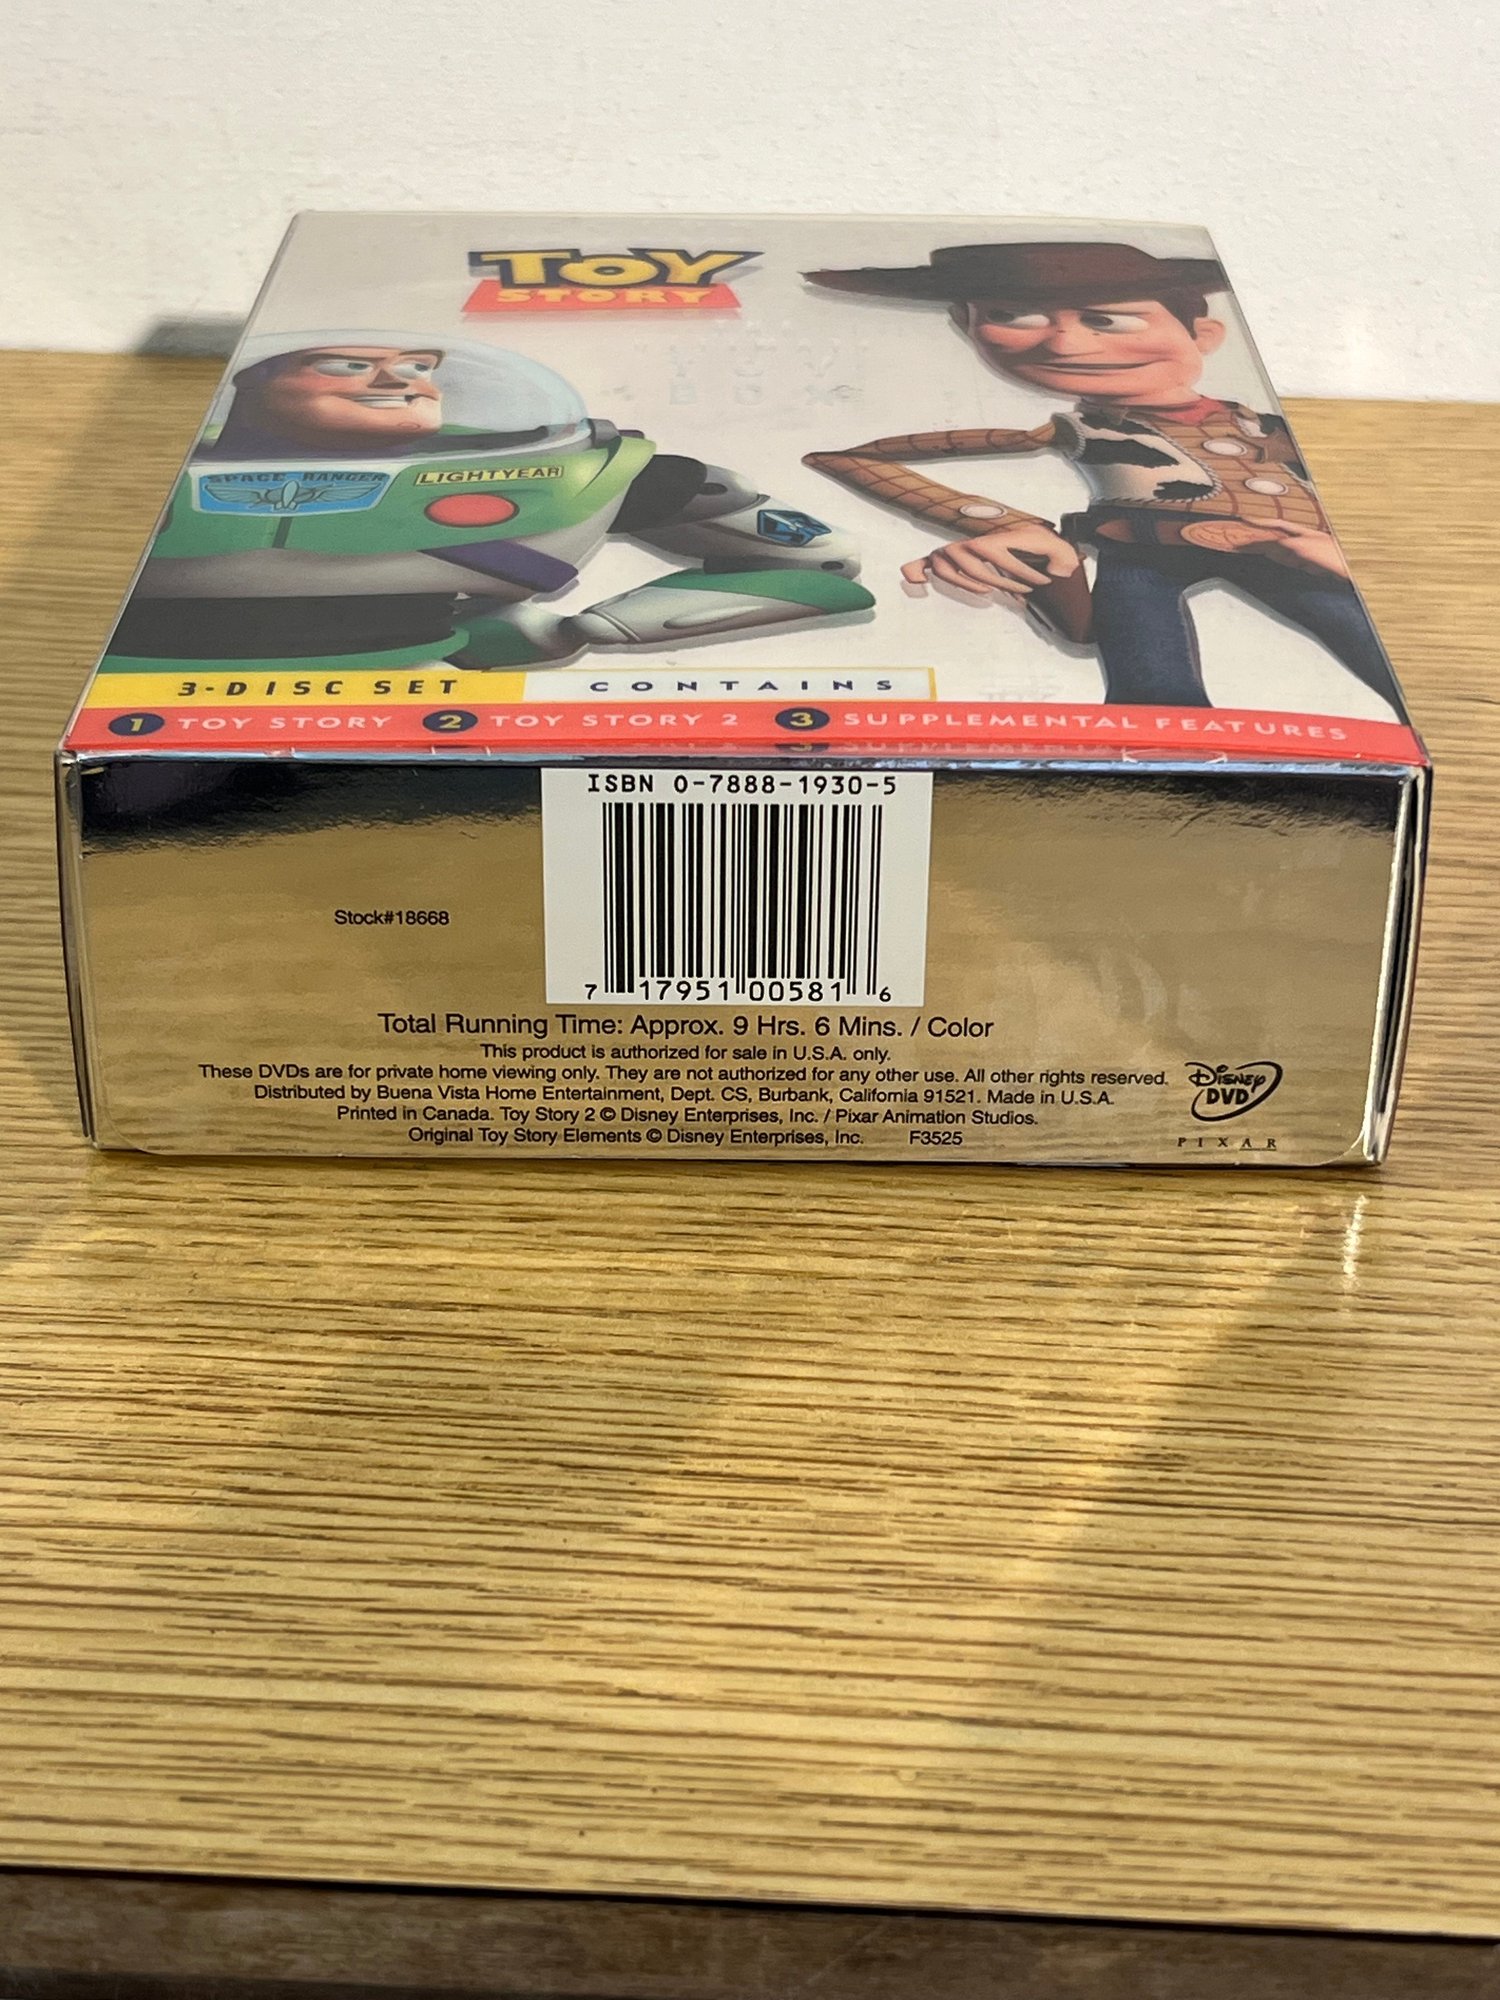 TOY
STORY
TOY
BOX
SPACE RANGER
LIGHTYEAR
3-DISC SET CONTAINS
1 TOY STORY 2 TOY STORY 2 3 SUPPLEMENTAL FEATURES
ISBN 0-7888-1930-5
Stock#18668
7 17951 00581 6
Total Running Time: Approx. 9 Hrs. 6 Mins. / Color
This product is authorized for sale in U.S.A. only.
These DVDs are for private home viewing only. They are not authorized for any other use. All other rights reserved.
Distributed by Buena Vista Home Entertainment, Dept. CS, Burbank, California 91521. Made in U.S.A.
Printed in Canada. Toy Story 2 © Disney Enterprises, Inc. / Pixar Animation Studios.
Original Toy Story Elements © Disney Enterprises, Inc. F3525
DISNEY
DVD
PIXAR